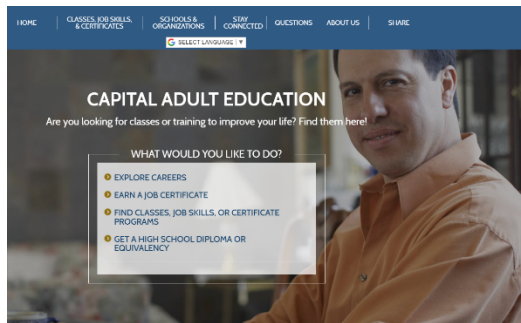 HOME
CLASSES, JOB SKILLS,
& CERTIFICATES
SCHOOLS &
ORGANIZATIONS
STAY
CONNECTED
QUESTIONS
ABOUT US
SHARE
G SELECT LANGUAGE | ▼
CAPITAL ADULT EDUCATION
Are you looking for classes or training to improve your life? Find them here!
WHAT WOULD YOU LIKE TO DO?
EXPLORE CAREERS
EARN A JOB CERTIFICATE
FIND CLASSES, JOB SKILLS, OR CERTIFICATE
PROGRAMS
GET A HIGH SCHOOL DIPLOMA OR
EQUIVALENCY